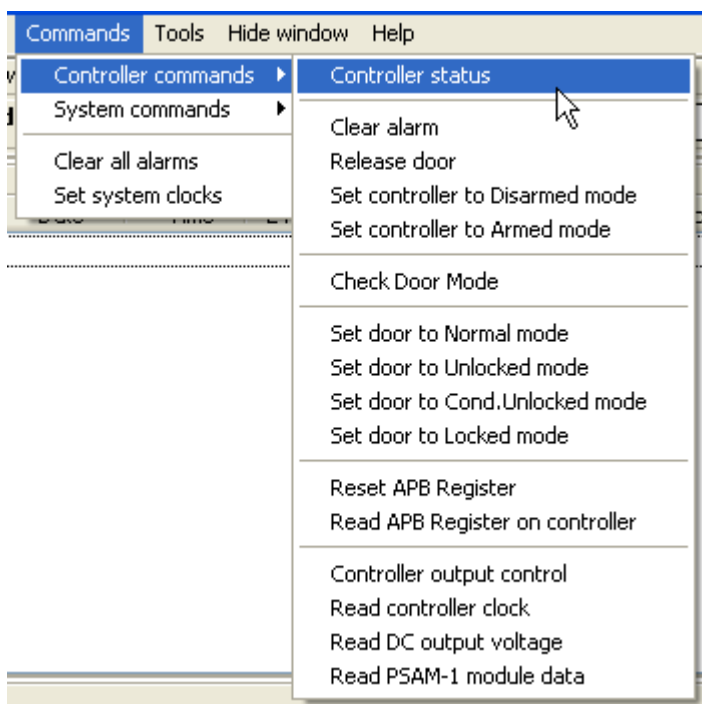 Commands Tools Hide window Help
Controller commands
System commands
Clear all alarms
Set system clocks
Controller status
Clear alarm
Release door
Set controller to Disarmed mode
Set controller to Armed mode
Check Door Mode
Set door to Normal mode
Set door to Unlocked mode
Set door to Cond.Unlocked mode
Set door to Locked mode
Reset APB Register
Read APB Register on controller
Controller output control
Read controller clock
Read DC output voltage
Read PSAM-1 module data